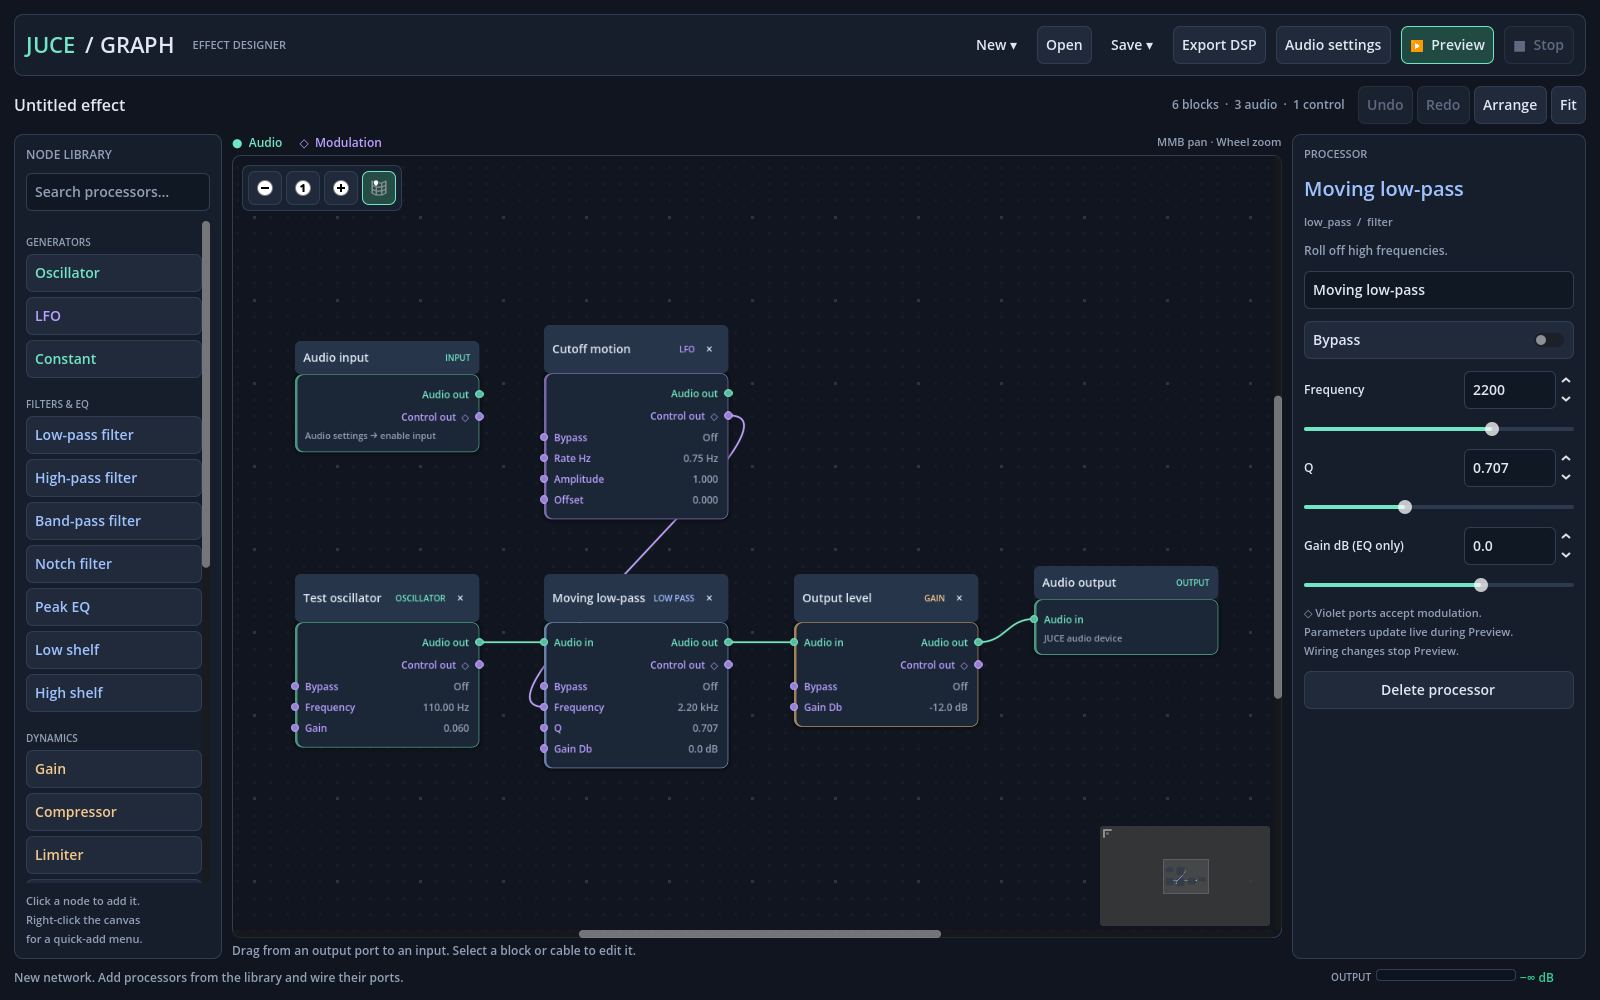 JUCE / GRAPH EFFECT DESIGNER New ▾ Open Save ▾ Export DSP Audio settings Preview Stop
Untitled effect 6 blocks · 3 audio · 1 control Undo Redo Arrange Fit
NODE LIBRARY
Search processors...
GENERATORS
Oscillator
LFO
Constant
FILTERS & EQ
Low-pass filter
High-pass filter
Band-pass filter
Notch filter
Peak EQ
Low shelf
High shelf
DYNAMICS
Gain
Compressor
Limiter
Click a node to add it.
Right-click the canvas
for a quick-add menu.
Audio ◇ Modulation MMB pan · Wheel zoom
1
Audio input INPUT
Audio out
Control out ◇
Audio settings → enable input
Cutoff motion LFO ×
Audio out
Control out ◇
Bypass Off
Rate Hz 0.75 Hz
Amplitude 1.000
Offset 0.000
Test oscillator OSCILLATOR ×
Audio out
Control out ◇
Bypass Off
Frequency 110.00 Hz
Gain 0.060
Moving low-pass LOW PASS ×
Audio in Audio out
Control out ◇
Bypass Off
Frequency 2.20 kHz
Q 0.707
Gain Db 0.0 dB
Output level GAIN ×
Audio in Audio out
Control out ◇
Bypass Off
Gain Db -12.0 dB
Audio output OUTPUT
Audio in
JUCE audio device
Drag from an output port to an input. Select a block or cable to edit it.
PROCESSOR
Moving low-pass
low_pass / filter
Roll off high frequencies.
Moving low-pass
Bypass
Frequency 2200
Q 0.707
Gain dB (EQ only) 0.0
◇ Violet ports accept modulation.
Parameters update live during Preview.
Wiring changes stop Preview.
Delete processor
New network. Add processors from the library and wire their ports. OUTPUT −∞ dB